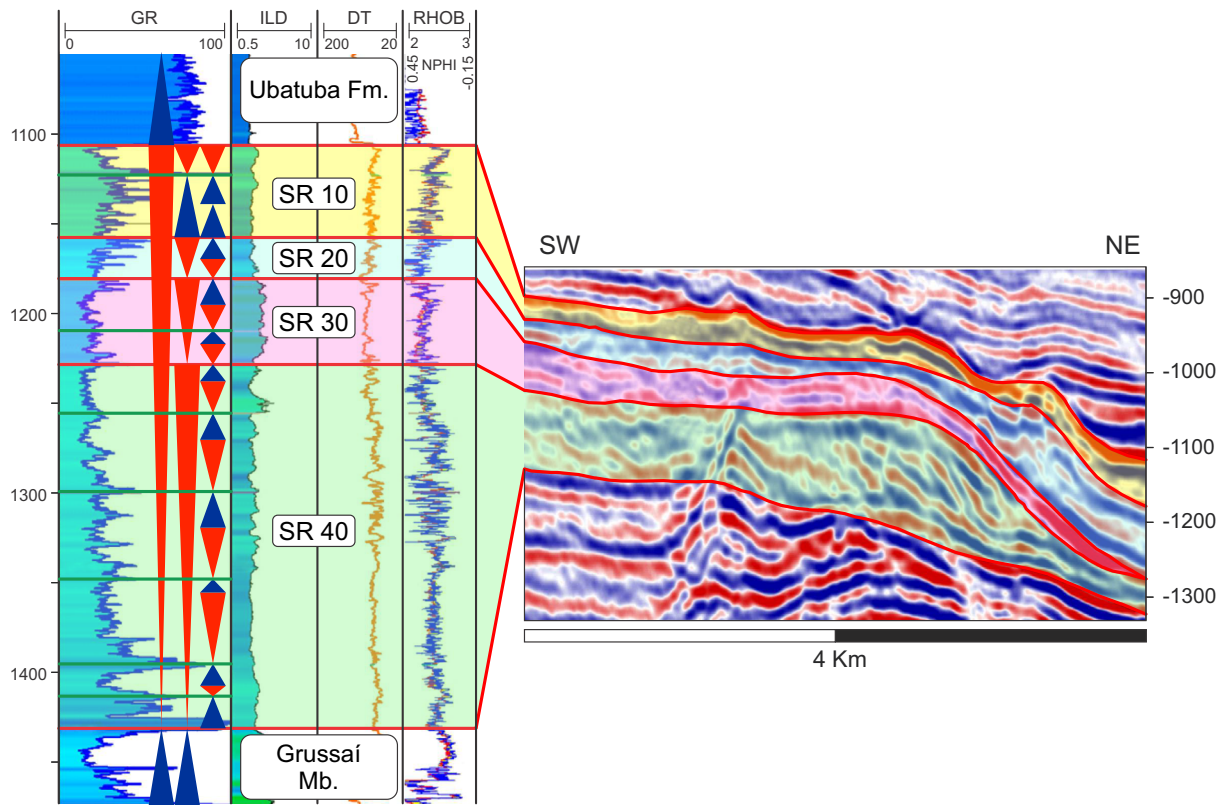 GR ILD DT RHOB
0 100 0.5 10 200 20 2 3
0.45 NPHI -0.15
Ubatuba Fm.
1100
SR 10
SR 20
1200
SR 30
1300
SR 40
1400
Grussaí
Mb.
SW NE
-900
-1000
-1100
-1200
-1300
4 Km